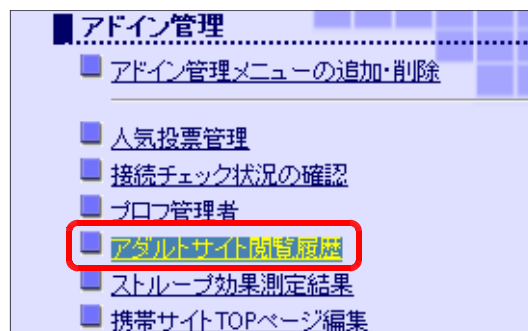 アドイン管理
アドイン管理メニューの追加・削除
人気投票管理
接続チェック状況の確認
プロフ管理者
アダルトサイト閲覧履歴
ストループ効果測定結果
携帯サイトTOPページ編集